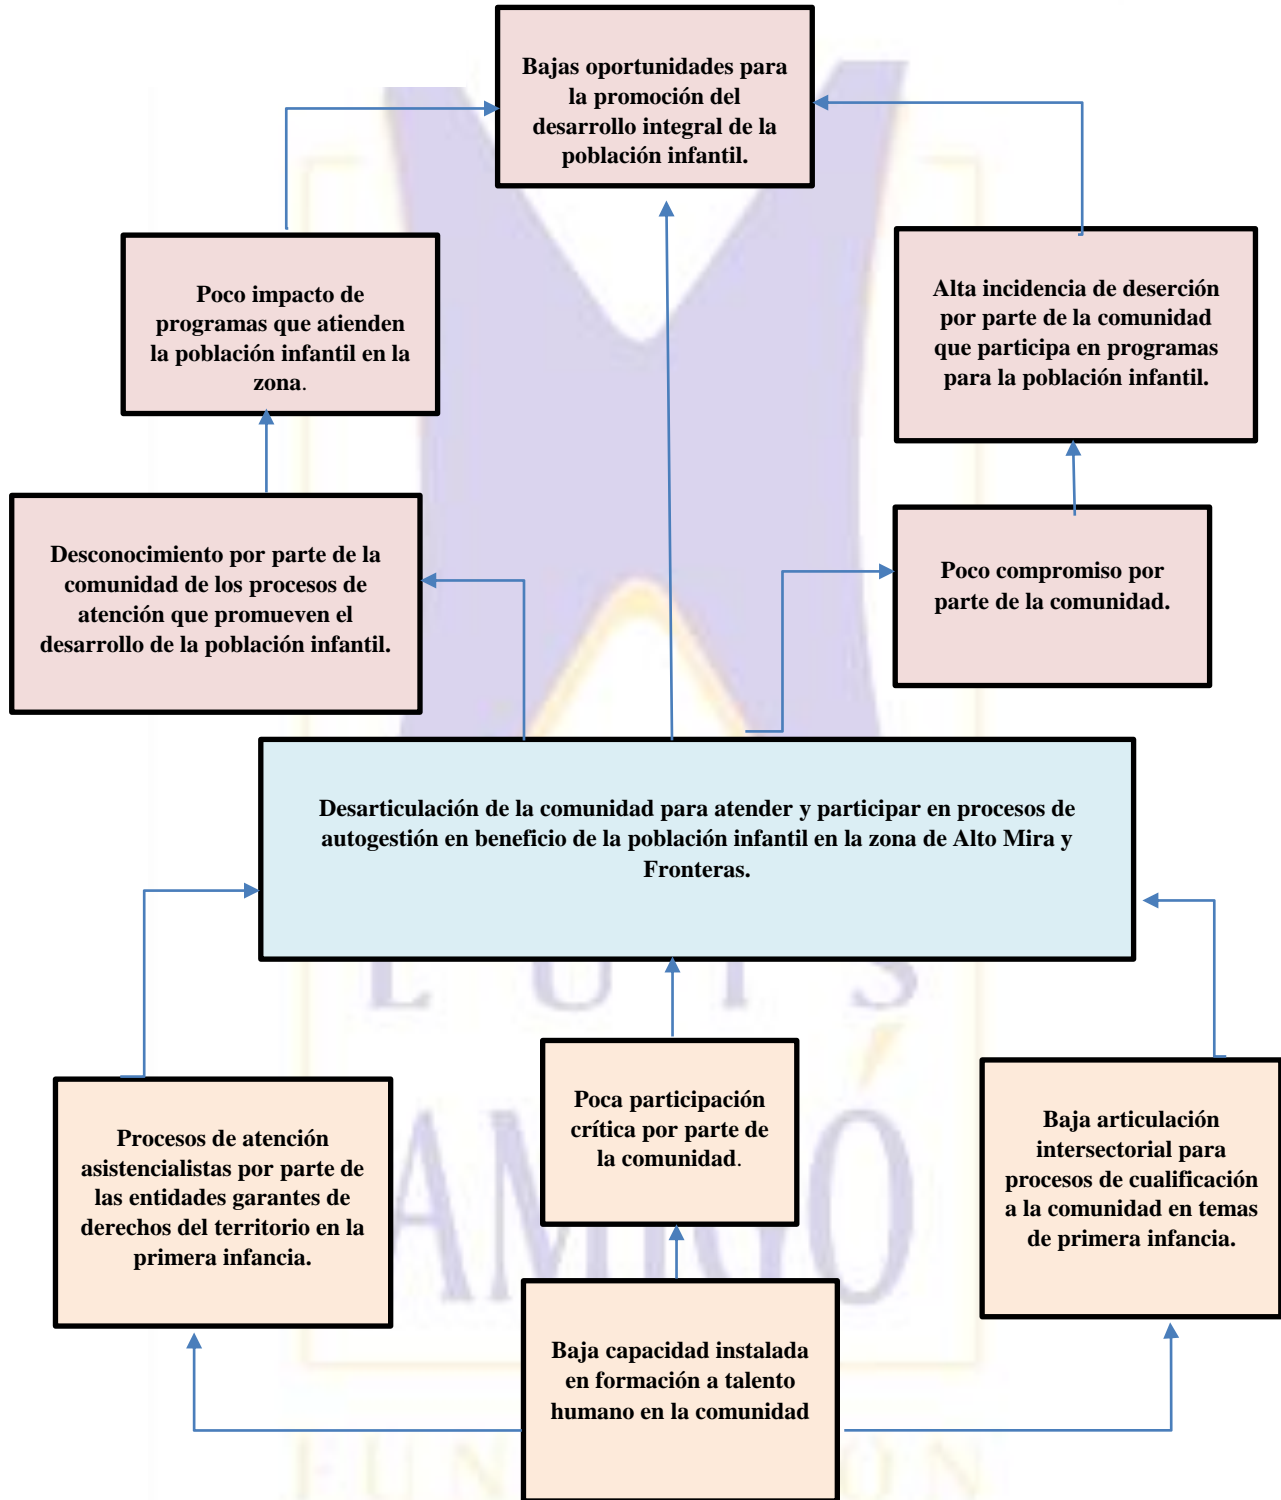 Bajas oportunidades para
la promoción del
desarrollo integral de la
población infantil.
Poco impacto de
programas que atienden
la población infantil en la
zona.
Alta incidencia de deserción
por parte de la comunidad
que participa en programas
para la población infantil.
Desconocimiento por parte de la
comunidad de los procesos de
atención que promueven el
desarrollo de la población infantil.
Poco compromiso por
parte de la comunidad.
Desarticulación de la comunidad para atender y participar en procesos de
autogestión en beneficio de la población infantil en la zona de Alto Mira y
Fronteras.
LUIS
Procesos de atención
asistencialistas por parte de
las entidades garantes de
derechos del territorio en la
primera infancia.
Poca participación
crítica por parte de
la comunidad.
Baja articulación
intersectorial para
procesos de cualificación
a la comunidad en temas
de primera infancia.
AMIGÓ
Baja capacidad instalada
en formación a talento
humano en la comunidad